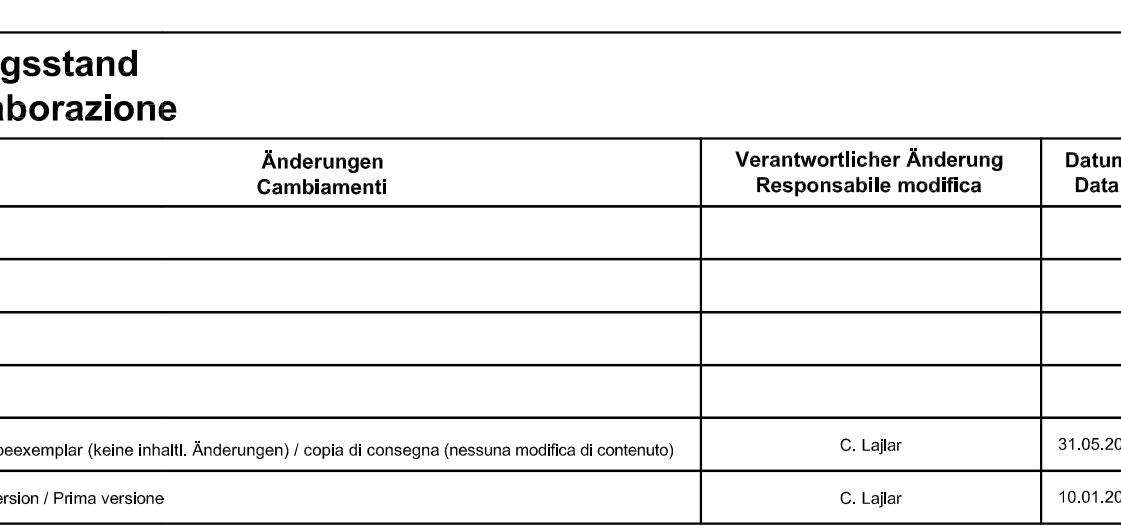 gsstand
aborazione
Änderungen
Cambiamenti
Verantwortlicher Änderung
Responsabile modifica
Datum
Data
beexemplar (keine inhaltl. Änderungen) / copia di consegna (nessuna modifica di contenuto)
C. Lajlar
31.05.20
ersion / Prima versione
C. Lajlar
10.01.20